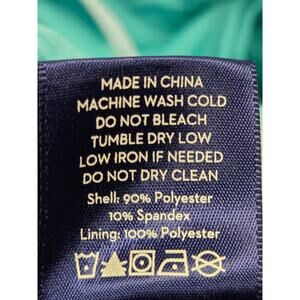 MADE IN CHINA
MACHINE WASH COLD
DO NOT BLEACH
TUMBLE DRY LOW
LOW IRON IF NEEDED
DO NOT DRY CLEAN
Shell: 90% Polyester
10% Spandex
Lining: 100% Polyester